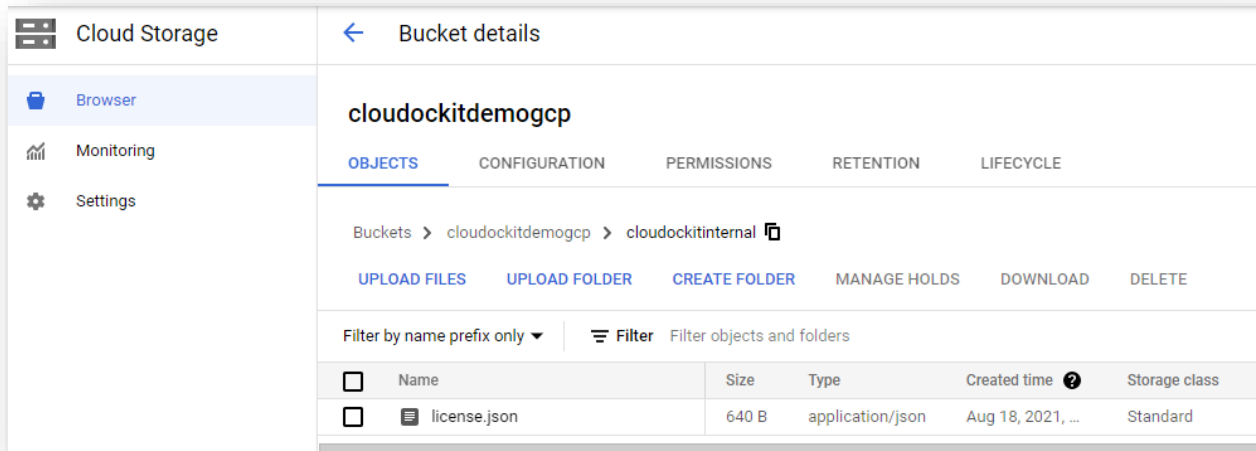 Cloud Storage
Bucket details
Browser
Monitoring
Settings
cloudockitdemogcp
OBJECTS CONFIGURATION PERMISSIONS RETENTION LIFECYCLE
Buckets > cloudockitdemogcp > cloudockitinternal
UPLOAD FILES UPLOAD FOLDER CREATE FOLDER MANAGE HOLDS DOWNLOAD DELETE
Filter by name prefix only Filter Filter objects and folders
Name Size Type Created time ? Storage class
license.json 640 B application/json Aug 18, 2021, ... Standard